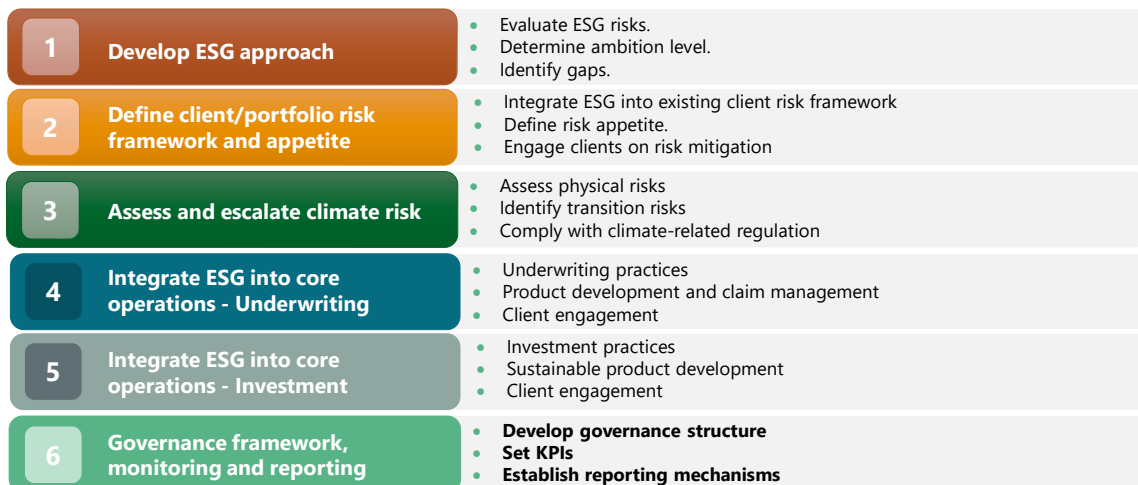 1
Develop ESG approach
• Evaluate ESG risks.
• Determine ambition level.
• Identify gaps.
2
Define client/portfolio risk
framework and appetite
• Integrate ESG into existing client risk framework
• Define risk appetite.
• Engage clients on risk mitigation
3
Assess and escalate climate risk
• Assess physical risks
• Identify transition risks
• Comply with climate-related regulation
4
Integrate ESG into core
operations - Underwriting
• Underwriting practices
• Product development and claim management
• Client engagement
5
Integrate ESG into core
operations - Investment
• Investment practices
• Sustainable product development
• Client engagement
6
Governance framework,
monitoring and reporting
• Develop governance structure
• Set KPIs
• Establish reporting mechanisms